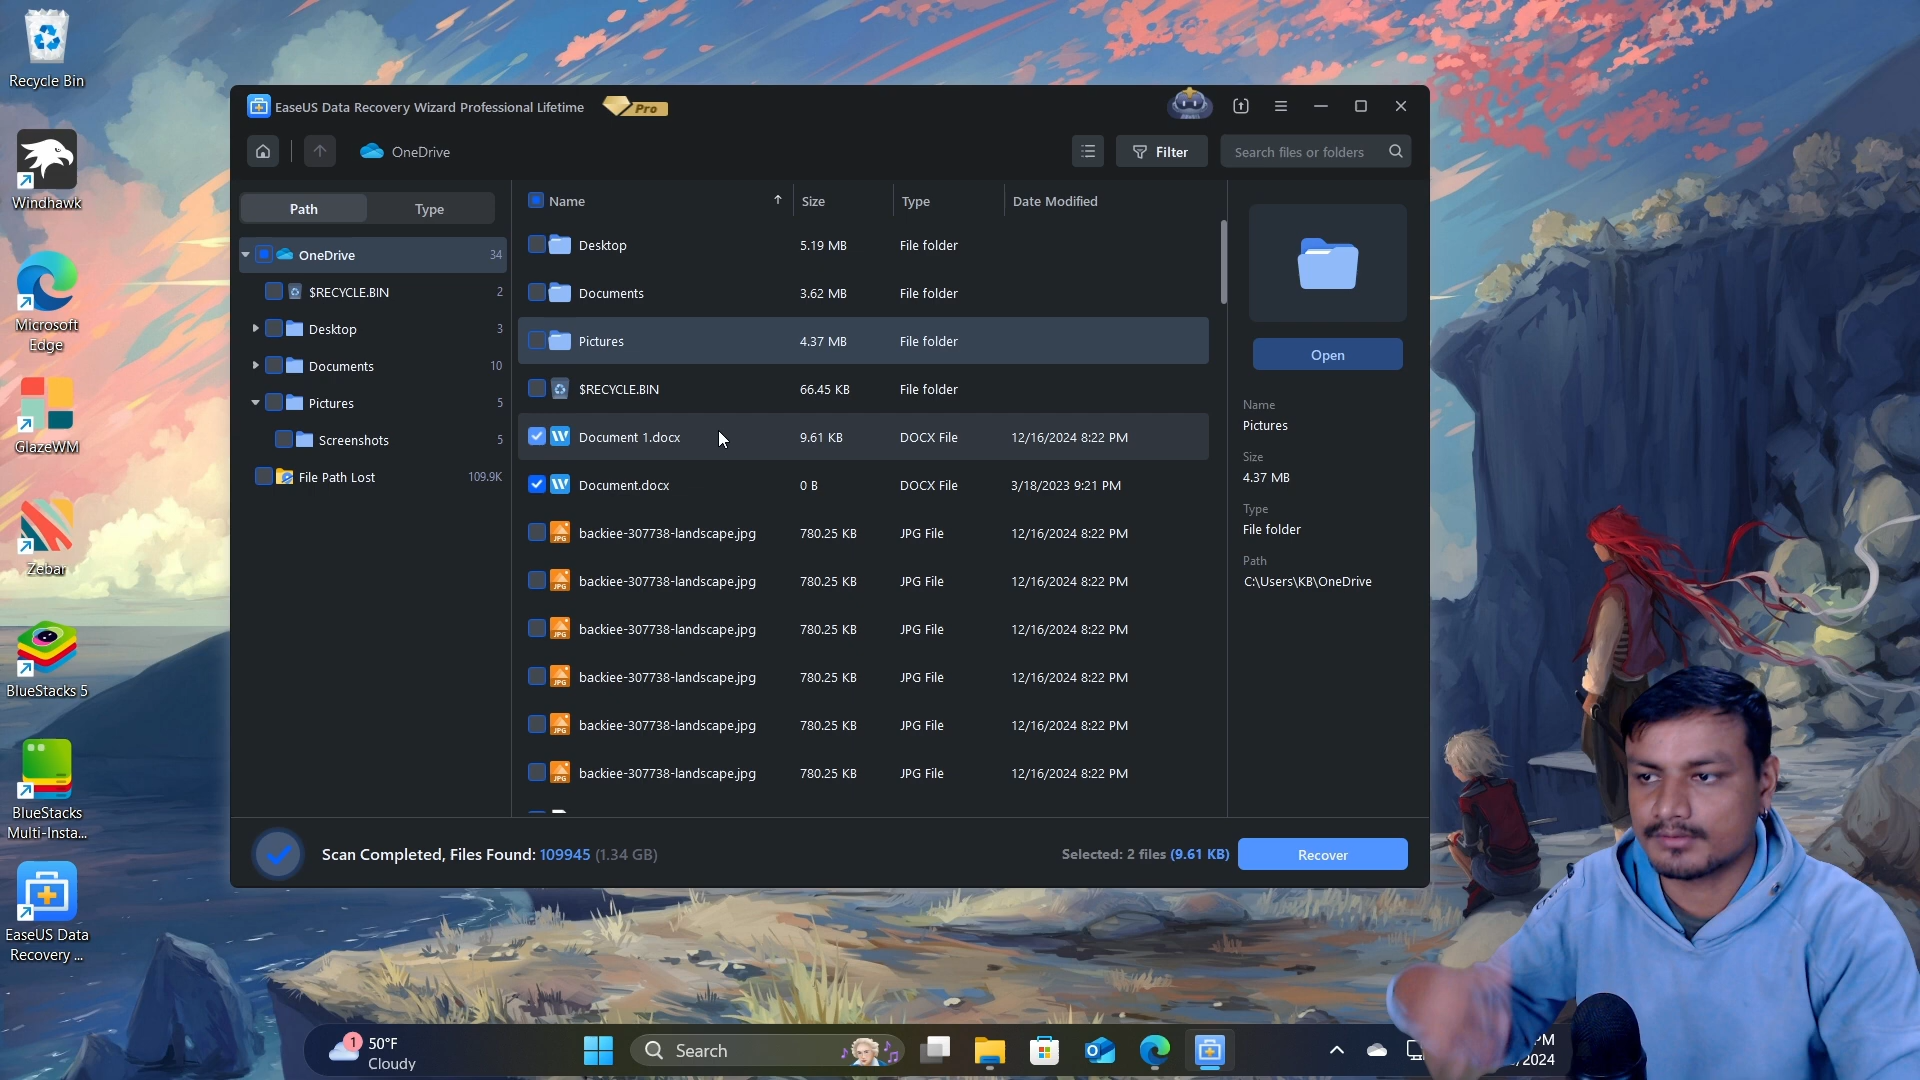 Recycle Bin
Windhawk
Microsoft
Edge
GlazeWM
Zebar
BlueStacks 5
BlueStacks
Multi-Insta...
EaseUS Data
Recovery ...
EaseUS Data Recovery Wizard Professional Lifetime
Pro
OneDrive
Filter
Search files or folders
Path
Type
OneDrive 34
$RECYCLE.BIN 2
Desktop 3
Documents 10
Pictures 5
Screenshots 5
File Path Lost 109.9K
Name Size Type Date Modified
Desktop 5.19 MB File folder
Documents 3.62 MB File folder
Pictures 4.37 MB File folder
$RECYCLE.BIN 66.45 KB File folder
Document 1.docx 9.61 KB DOCX File 12/16/2024 8:22 PM
Document.docx 0 B DOCX File 3/18/2023 9:21 PM
JPG backiee-307738-landscape.jpg 780.25 KB JPG File 12/16/2024 8:22 PM
JPG backiee-307738-landscape.jpg 780.25 KB JPG File 12/16/2024 8:22 PM
JPG backiee-307738-landscape.jpg 780.25 KB JPG File 12/16/2024 8:22 PM
JPG backiee-307738-landscape.jpg 780.25 KB JPG File 12/16/2024 8:22 PM
JPG backiee-307738-landscape.jpg 780.25 KB JPG File 12/16/2024 8:22 PM
JPG backiee-307738-landscape.jpg 780.25 KB JPG File 12/16/2024 8:22 PM
Open
Name
Pictures
Size
4.37 MB
Type
File folder
Path
C:\Users\KB\OneDrive
Scan Completed, Files Found: 109945 (1.34 GB)
Selected: 2 files (9.61 KB)
Recover
1
50°F
Cloudy
Search
PM
/2024